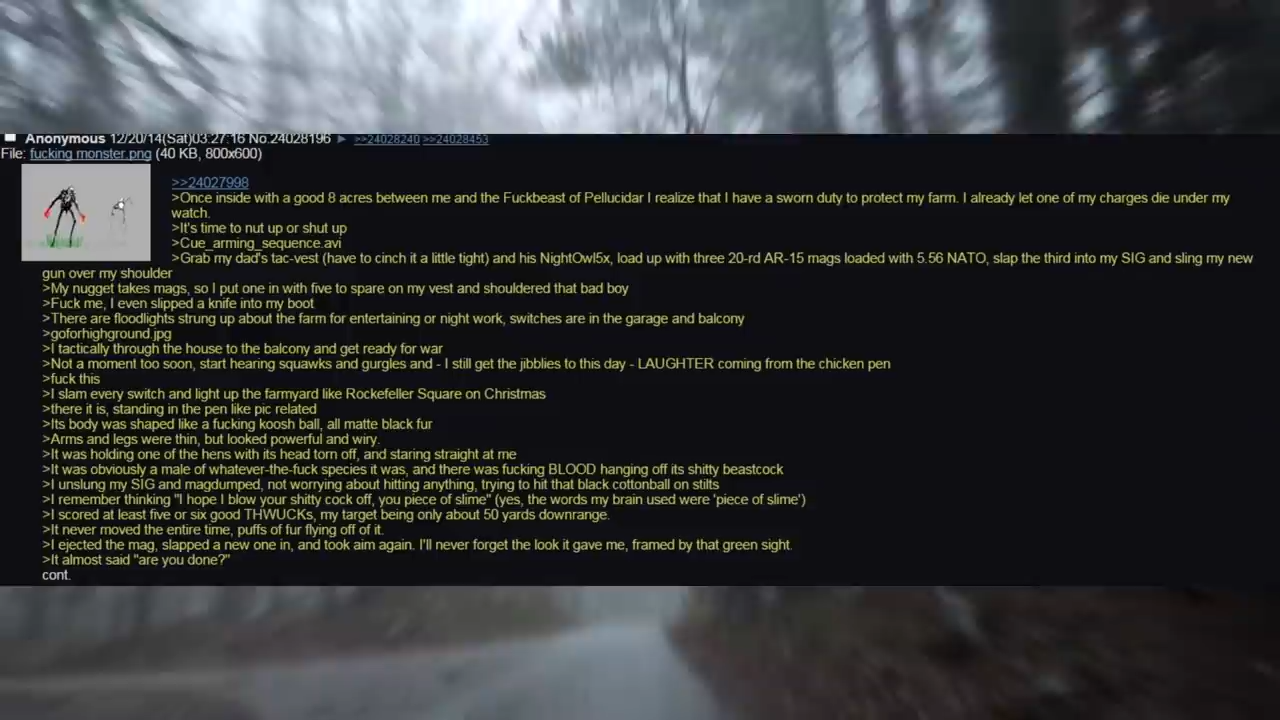 Anonymous 12/20/14(Sat)03:27:16 No.24028196 ▶ >>24028240 >>24028453
File: fucking monster.png (40 KB, 800x600)
>>24027998
>Once inside with a good 8 acres between me and the Fuckbeast of Pellucidar I realize that I have a sworn duty to protect my farm. I already let one of my charges die under my
watch.
>It's time to nut up or shut up
>Cue_arming_sequence.avi
>Grab my dad's tac-vest (have to cinch it a little tight) and his NightOwl5x, load up with three 20-rd AR-15 mags loaded with 5.56 NATO, slap the third into my SIG and sling my new
gun over my shoulder
>My nugget takes mags, so I put one in with five to spare on my vest and shouldered that bad boy
>Fuck me, I even slipped a knife into my boot
>There are floodlights strung up about the farm for entertaining or night work, switches are in the garage and balcony
>goforhighground.jpg
>I tactically through the house to the balcony and get ready for war
>Not a moment too soon, start hearing squawks and gurgles and - I still get the jibblies to this day - LAUGHTER coming from the chicken pen
>fuck this
>I slam every switch and light up the farmyard like Rockefeller Square on Christmas
>there it is, standing in the pen like pic related
>Its body was shaped like a fucking koosh ball, all matte black fur
>Arms and legs were thin, but looked powerful and wiry.
>It was holding one of the hens with its head torn off, and staring straight at me
>It was obviously a male of whatever-the-fuck species it was, and there was fucking BLOOD hanging off its shitty beastcock
>I unslung my SIG and magdumped, not worrying about hitting anything, trying to hit that black cottonball on stilts
>I remember thinking "I hope I blow your shitty cock off, you piece of slime" (yes, the words my brain used were 'piece of slime')
>I scored at least five or six good THWUCKs, my target being only about 50 yards downrange.
>It never moved the entire time, puffs of fur flying off of it.
>I ejected the mag, slapped a new one in, and took aim again. I'll never forget the look it gave me, framed by that green sight.
>It almost said "are you done?"
cont.